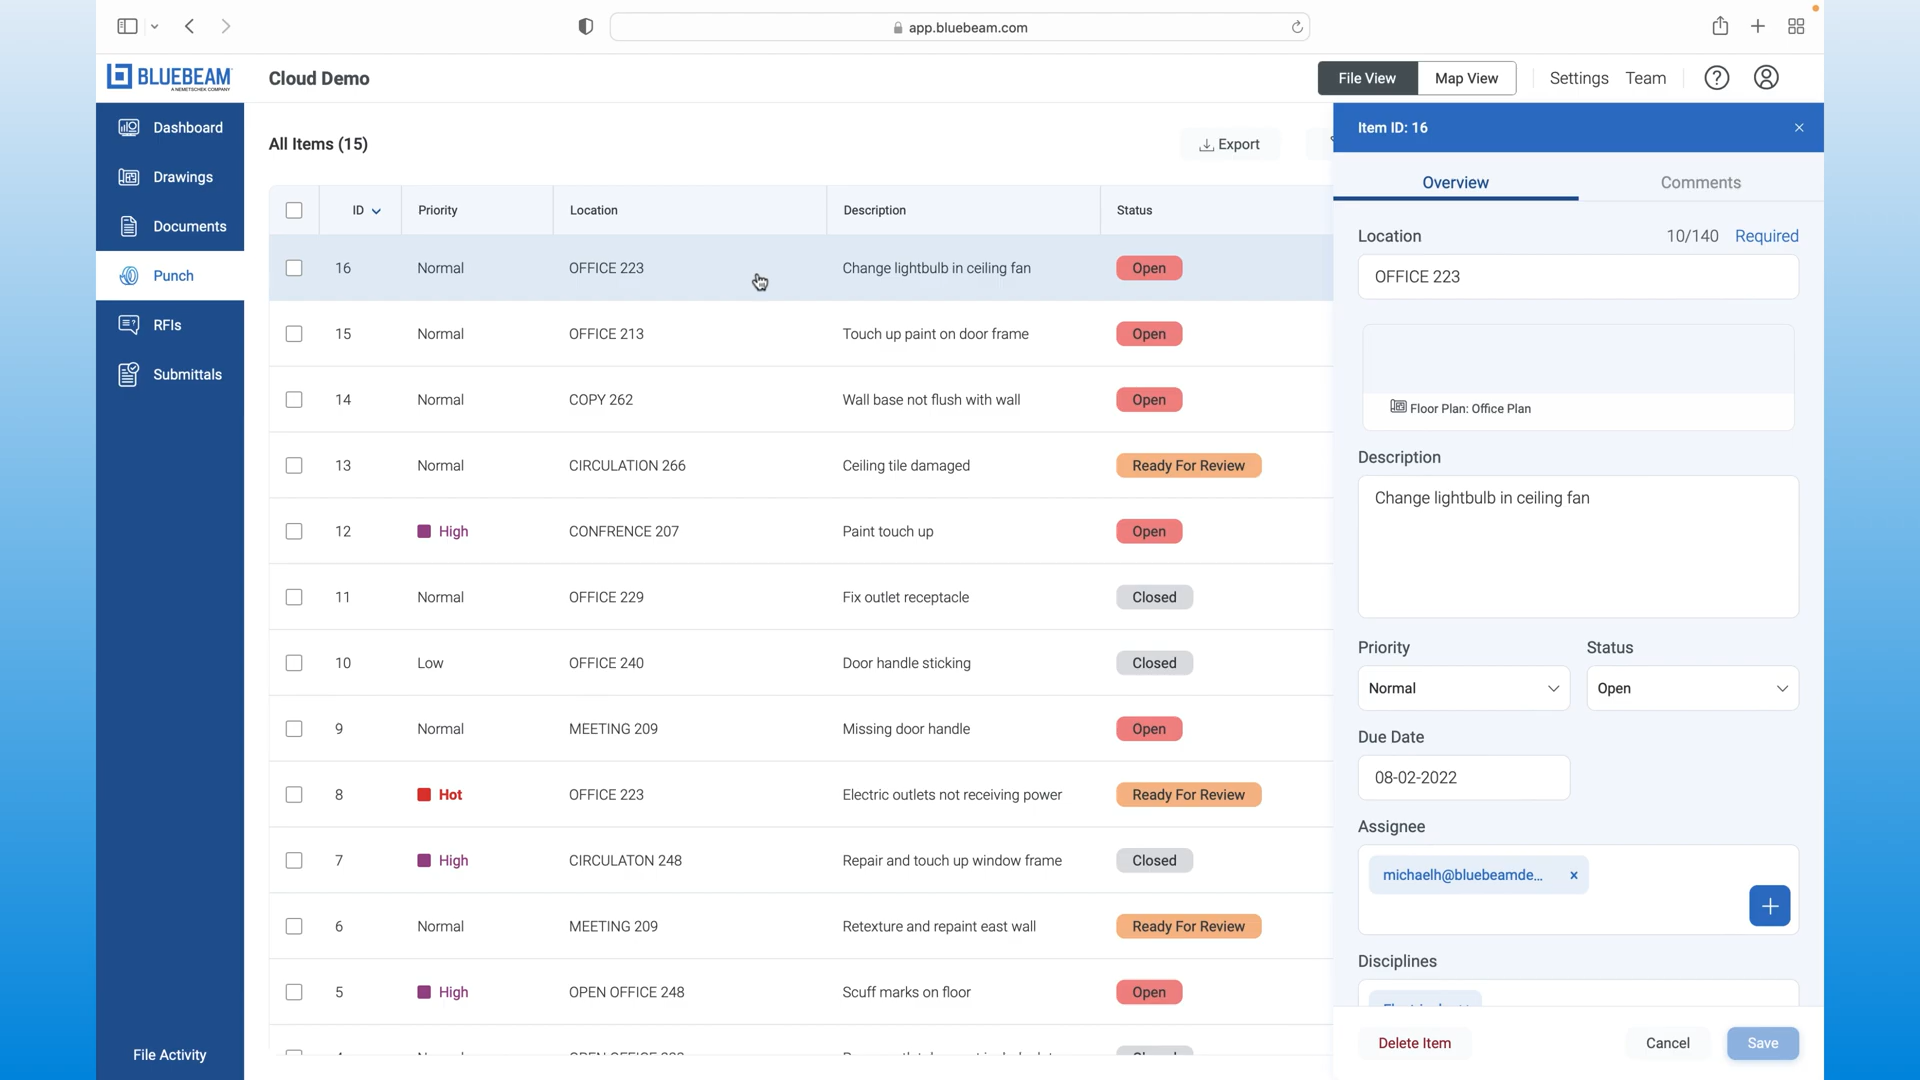 app.bluebeam.com
BLUEBEAM
A NEMETSCHEK COMPANY
Cloud Demo
File View
Map View
Settings
Team
Dashboard
Drawings
Documents
Punch
RFIs
Submittals
File Activity
All Items (15)
Export
ID Priority Location Description Status
16 Normal OFFICE 223 Change lightbulb in ceiling fan Open
15 Normal OFFICE 213 Touch up paint on door frame Open
14 Normal COPY 262 Wall base not flush with wall Open
13 Normal CIRCULATION 266 Ceiling tile damaged Ready For Review
12 High CONFRENCE 207 Paint touch up Open
11 Normal OFFICE 229 Fix outlet receptacle Closed
10 Low OFFICE 240 Door handle sticking Closed
9 Normal MEETING 209 Missing door handle Open
8 Hot OFFICE 223 Electric outlets not receiving power Ready For Review
7 High CIRCULATON 248 Repair and touch up window frame Closed
6 Normal MEETING 209 Retexture and repaint east wall Ready For Review
5 High OPEN OFFICE 248 Scuff marks on floor Open
Item ID: 16
Overview
Comments
Location 10/140 Required
OFFICE 223
Floor Plan: Office Plan
Description
Change lightbulb in ceiling fan
Priority Status
Normal Open
Due Date
08-02-2022
Assignee
michaelh@bluebeamde...
Disciplines
Delete Item
Cancel
Save